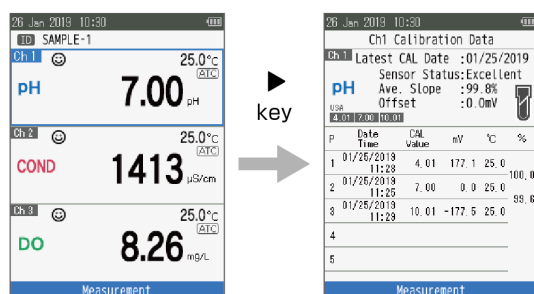 26 Jan 2019 10:30
ID SAMPLE-1
Ch 1
25.0°C
ATC
pH
7.00 pH
Ch 2
25.0°C
ATC
COND
1413 µS/cm
Ch 3
25.0°C
ATC
DO
8.26 mg/L
Measurement
key
26 Jan 2019 10:30
Ch1 Calibration Data
Ch 1 Latest CAL Date :01/25/2019
Sensor Status:Excellent
pH Ave. Slope :99.8%
USA Offset :0.0mV
4.01 7.00 10.01
P Date Time CAL Value mV °C %
1 01/25/2019 11:28 4.01 177.1 25.0
100.0
2 01/25/2019 11:25 7.00 0.0 25.0
99.6
3 01/25/2019 11:29 10.01 -177.5 25.0
4
5
Measurement